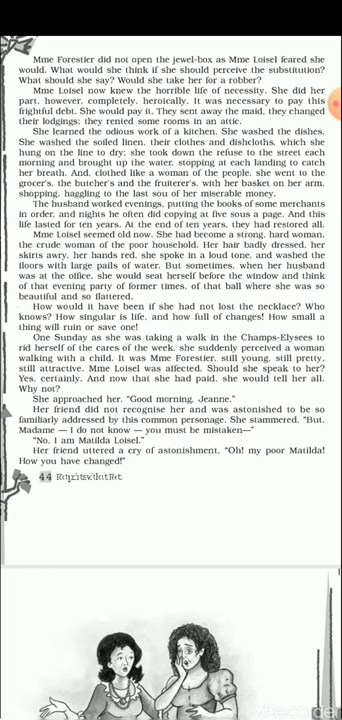 Mme Forestier did not open the jewel-box as Mme Loisel feared she
would. What would she think if she should perceive the substitution?
What should she say? Would she take her for a robber?
Mme Loisel now knew the horrible life of necessity. She did her
part, however, completely, heroically. It was necessary to pay this
frightful debt. She would pay it. They sent away the maid, they changed
their lodgings; they rented some rooms in an attic.
She learned the odious work of a kitchen. She washed the dishes.
She washed the soiled linen, their clothes and dishcloths, which she
hung on the line to dry; she took down the refuse to the street each
morning and brought up the water, stopping at each landing to catch
her breath. And, clothed like a woman of the people, she went to the
grocer's, the butcher's and the fruiterer's, with her basket on her arm,
shopping, haggling to the last sou of her miserable money.
The husband worked evenings, putting the books of some merchants
in order, and nights he often did copying at five sous a page. And this
life lasted for ten years. At the end of ten years, they had restored all.
Mme Loisel seemed old now. She had become a strong, hard woman,
the crude woman of the poor household. Her hair badly dressed, her
skirts awry, her hands red, she spoke in a loud tone, and washed the
floors with large pails of water. But sometimes, when her husband
was at the office, she would seat herself before the window and think
of that evening party of former times, of that ball where she was so
beautiful and so flattered.
How would it have been if she had not lost the necklace? Who
knows? How singular is life, and how full of changes! How small a
thing will ruin or save one!
One Sunday as she was taking a walk in the Champs-Elysees to
rid herself of the cares of the week, she suddenly perceived a woman
walking with a child. It was Mme Forestier, still young, still pretty,
still attractive. Mme Loisel was affected. Should she speak to her?
Yes, certainly. And now that she had paid, she would tell her all.
Why not?
She approached her. “Good morning, Jeanne.”
Her friend did not recognise her and was astonished to be so
familiarly addressed by this common personage. She stammered, “But,
Madame — I do not know — you must be mistaken—”
“No, I am Matilda Loisel.”
Her friend uttered a cry of astonishment, “Oh! my poor Matilda!
How you have changed!”
44